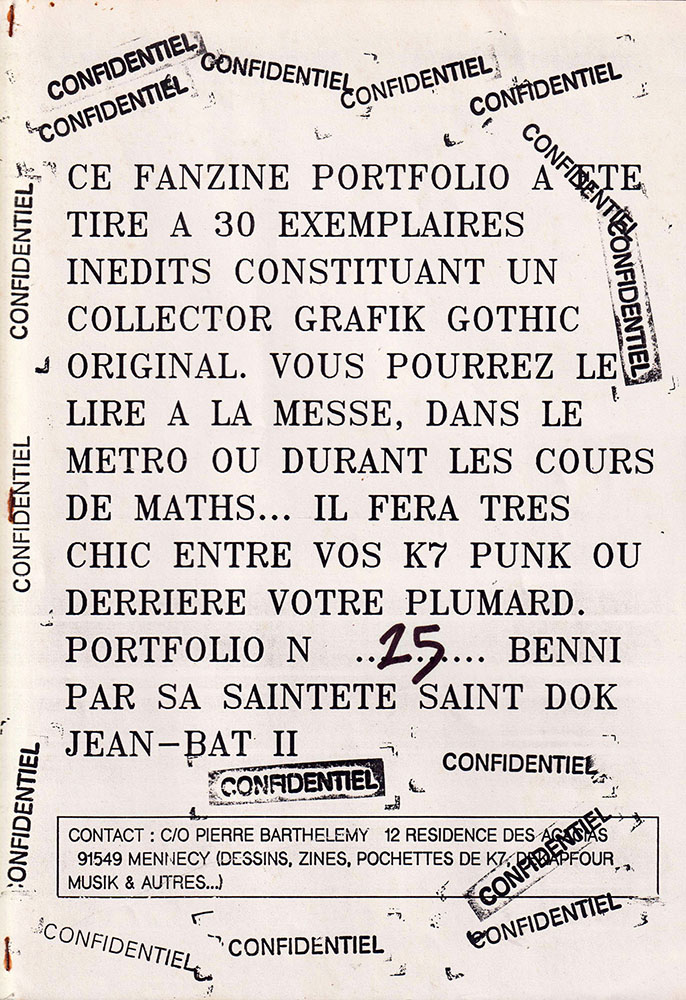 CONFIDENTIEL
CONFIDENTIEL
CONFIDENTIEL
CONFIDENTIEL
CONFIDENTIEL
CONFIDENTIEL
CONFIDENTIEL
CONFIDENTIEL
CE FANZINE PORTFOLIO A ETE
TIRE A 30 EXEMPLAIRES
INEDITS CONSTITUANT UN
COLLECTOR GRAFIK GOTHIC
ORIGINAL. VOUS POURREZ LE
LIRE A LA MESSE, DANS LE
METRO OU DURANT LES COURS
DE MATHS... IL FERA TRES
CHIC ENTRE VOS K7 PUNK OU
DERRIERE VOTRE PLUMARD.
PORTFOLIO N ..25.... BENNI
PAR SA SAINTETE SAINT DOK
JEAN-BAT II
CONFIDENTIEL
CONFIDENTIEL
CONFIDENTIEL
CONFIDENTIEL
CONTACT : C/O PIERRE BARTHELEMY 12 RESIDENCE DES ACACIAS
91549 MENNECY (DESSINS, ZINES, POCHETTES DE K7, DEKAPFOUR
MUSIK & AUTRES...)
CONFIDENTIEL
CONFIDENTIEL
CONFIDENTIEL
CONFIDENTIEL